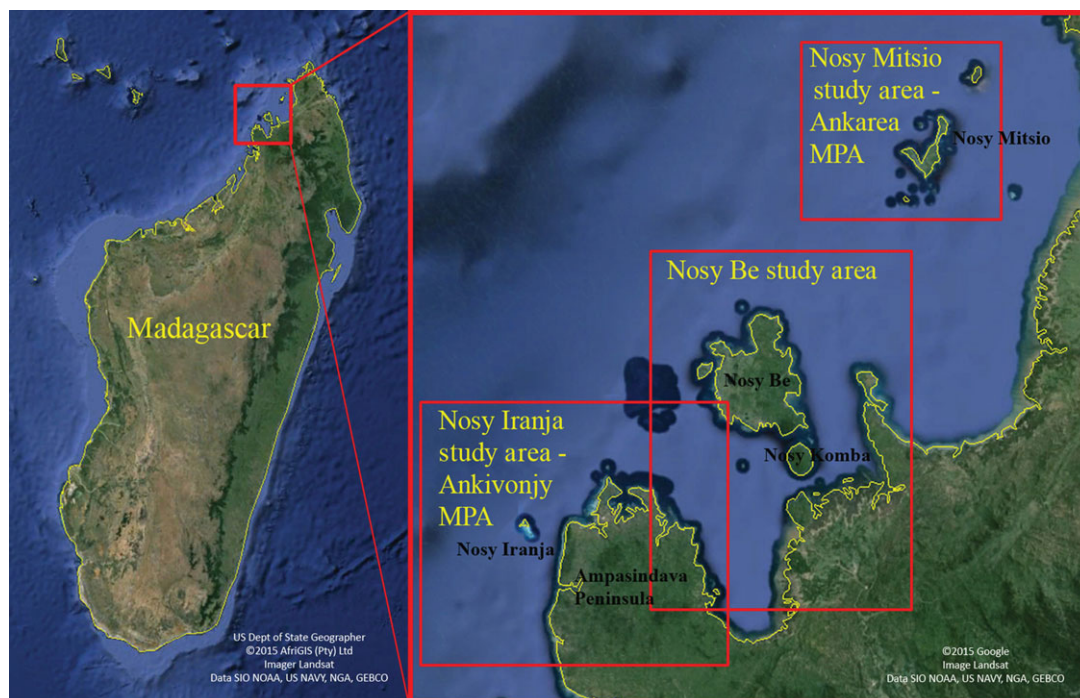 Madagascar
US Dept of State Geographer
©2015 AfriGIS (Pty) Ltd
Imager Landsat
Data SIO NOAA, US NAVY, NGA, GEBCO
Nosy Mitsio
study area -
Ankarea
MPA
Nosy Mitsio
Nosy Be study area
Nosy Be
Nosy Komba
Nosy Iranja
study area -
Ankivonjy
MPA
Nosy Iranja
Ampasindava
Peninsula
©2015 Google
Image Landsat
Data SIO NOAA, US NAVY, NGA, GEBCO